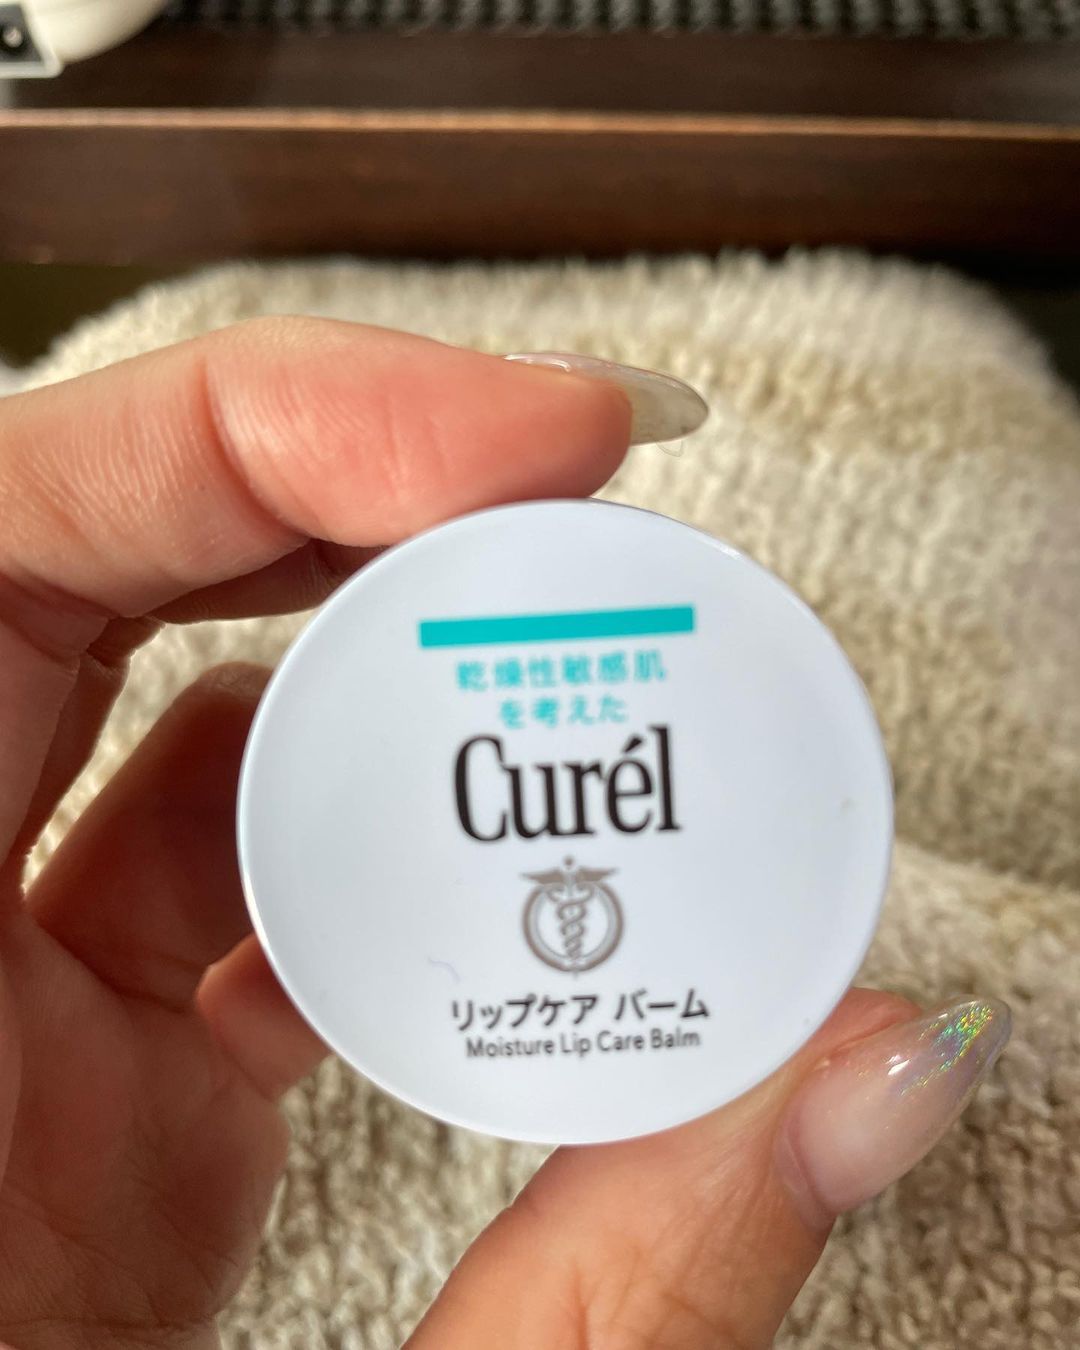 乾燥性敏感肌
を考えた
Curél
リップケア バーム
Moisture Lip Care Balm